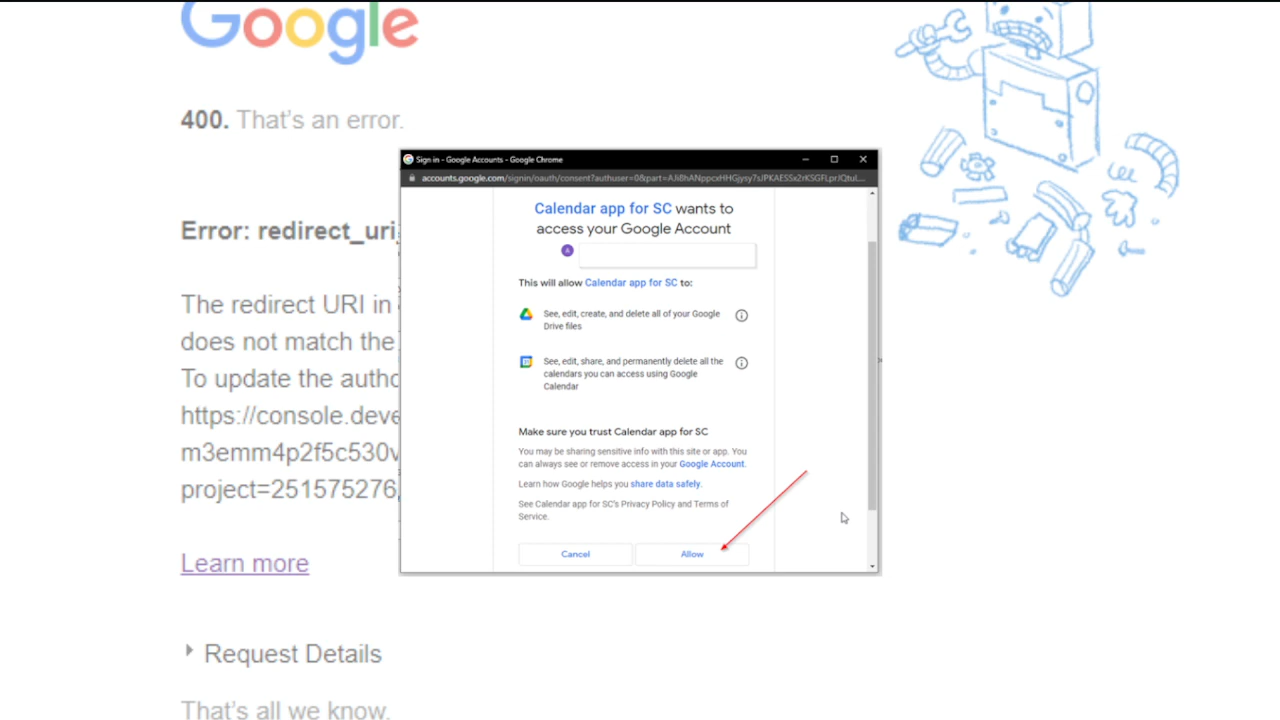 Google
400. That's an error.
Error: redirect_uri
The redirect URI in
does not match the
To update the
https://console.deve
m3emm4p2f5c530v
project=251575276
Learn more
Request Details
That's all we know.
Sign in - Google Accounts - Google Chrome
accounts.google.com/signin/oauth/consent?authuser=0&part=
Calendar app for SC wants to
access your Google Account
A
This will allow Calendar app for SC to:
See, edit, create, and delete all of your Google
Drive files
See, edit, share, and permanently delete all the
calendars you can access using Google
Calendar
Make sure you trust Calendar app for SC
You may be sharing sensitive info with this site or app. You
can always see or remove access in your Google Account.
Learn how Google helps you share data safely.
See Calendar app for SC's Privacy Policy and Terms of
Service.
Cancel
Allow